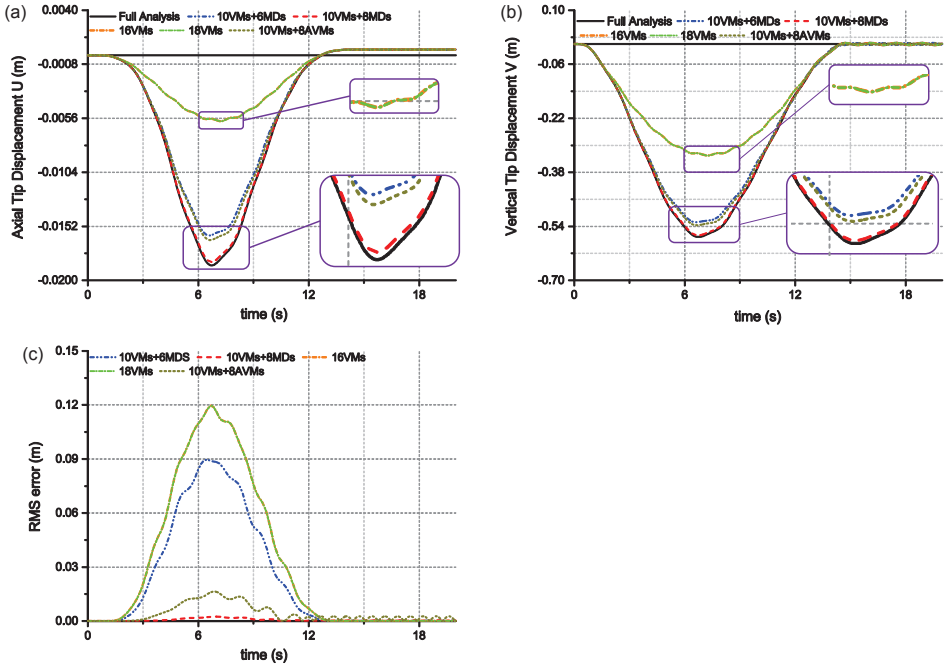 (a)
Full Analysis 10VMs+6MDs 10VMs+8MDs
16VMs 18VMs 10VMs+8AVMs
Axial Tip Displacement U (m)
0.0040
-0.0008
-0.0056
-0.0104
-0.0152
-0.0200
0 6 12 18
time (s)
(b)
Full Analysis 10VMs+6MDs 10VMs+8MDs
16VMs 18VMs 10VMs+8AVMs
Vertical Tip Displacement V (m)
0.10
-0.06
-0.22
-0.38
-0.54
-0.70
0 6 12 18
time (s)
(c)
10VMs+6MDS 10VMs+8MDs 16VMs
18VMs 10VMs+8AVMs
RMS error (m)
0.15
0.12
0.09
0.06
0.03
0.00
0 6 12 18
time (s)